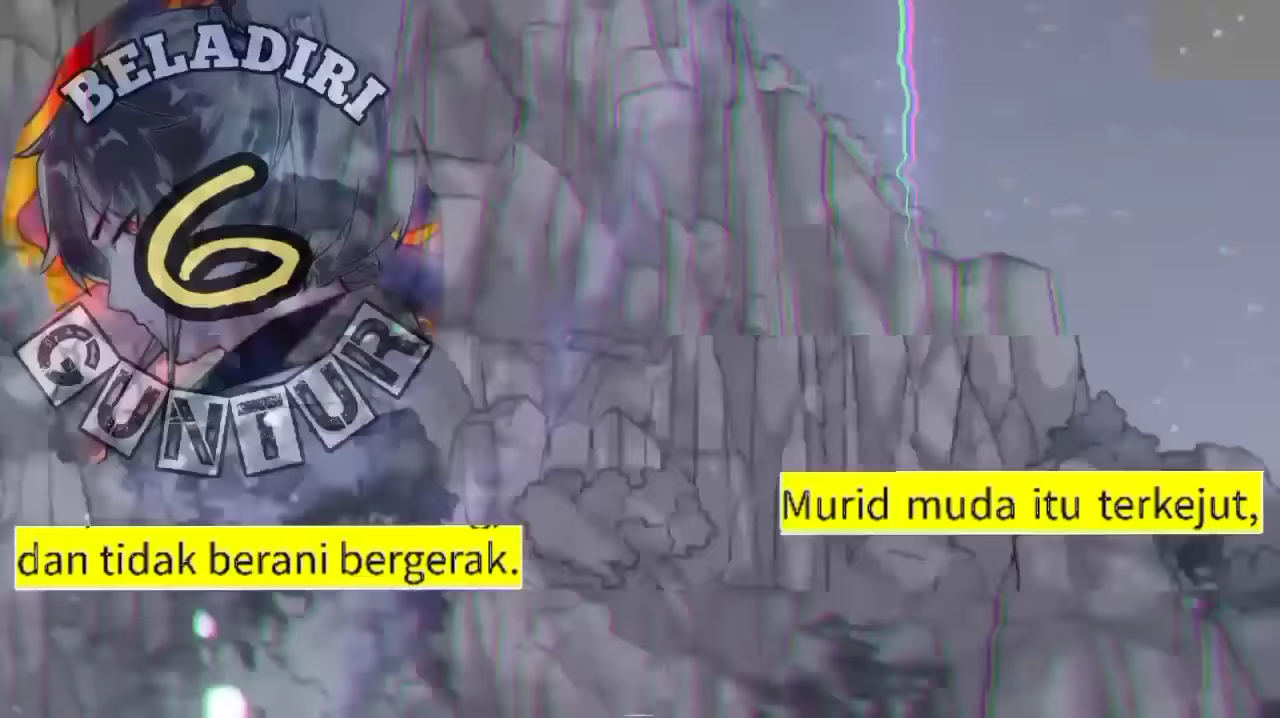 BELADIRI
6
GUNTUR
Murid muda itu terkejut,
dan tidak berani bergerak.